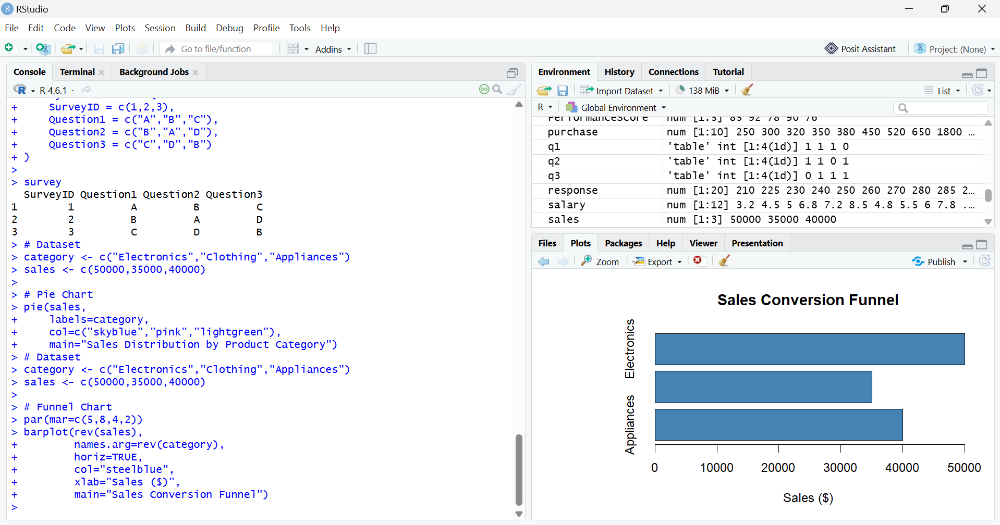 RStudio
File Edit Code View Plots Session Build Debug Profile Tools Help
Go to file/function Addins Posit Assistant Project: (None)
Console Terminal Background Jobs
R 4.6.1 ·
+     SurveyID = c(1,2,3),
+     Question1 = c("A","B","C"),
+     Question2 = c("B","A","D"),
+     Question3 = c("C","D","B")
+ )
>
> survey
  SurveyID Question1 Question2 Question3
1        1         A         B         C
2        2         B         A         D
3        3         C         D         B
> # Dataset
> category <- c("Electronics","Clothing","Appliances")
> sales <- c(50000,35000,40000)
>
> # Pie Chart
> pie(sales,
+     labels=category,
+     col=c("skyblue","pink","lightgreen"),
+     main="Sales Distribution by Product Category")
> # Dataset
> category <- c("Electronics","Clothing","Appliances")
> sales <- c(50000,35000,40000)
>
> # Funnel Chart
> par(mar=c(5,8,4,2))
> barplot(rev(sales),
+         names.arg=rev(category),
+         horiz=TRUE,
+         col="steelblue",
+         xlab="Sales ($)",
+         main="Sales Conversion Funnel")
>
Environment History Connections Tutorial
Import Dataset 138 MiB List
R Global Environment
PerformanceScore num [1:5] 85 92 78 90 76
purchase num [1:10] 250 300 320 350 380 450 520 650 1800 …
q1 'table' int [1:4(1d)] 1 1 1 0
q2 'table' int [1:4(1d)] 1 1 0 1
q3 'table' int [1:4(1d)] 0 1 1 1
response num [1:20] 210 225 230 240 250 260 270 280 285 2…
salary num [1:12] 3.2 4.5 5 6.8 7.2 8.5 4.8 5.5 6 7.8 .…
sales num [1:3] 50000 35000 40000
Files Plots Packages Help Viewer Presentation
Zoom Export Publish
Sales Conversion Funnel
Electronics
Appliances
0 10000 20000 30000 40000 50000
Sales ($)